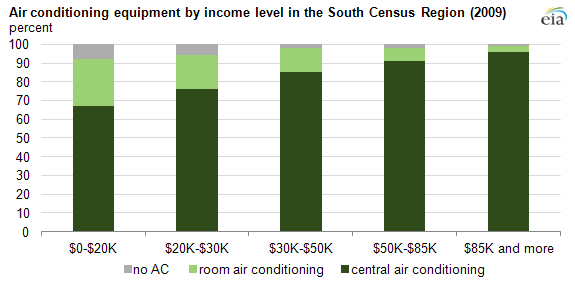 Air conditioning equipment by income level in the South Census Region (2009)
percent
eia
100
90
80
70
60
50
40
30
20
10
0
$0-$20K $20K-$30K $30K-$50K $50K-$85K $85K and more
no AC room air conditioning central air conditioning